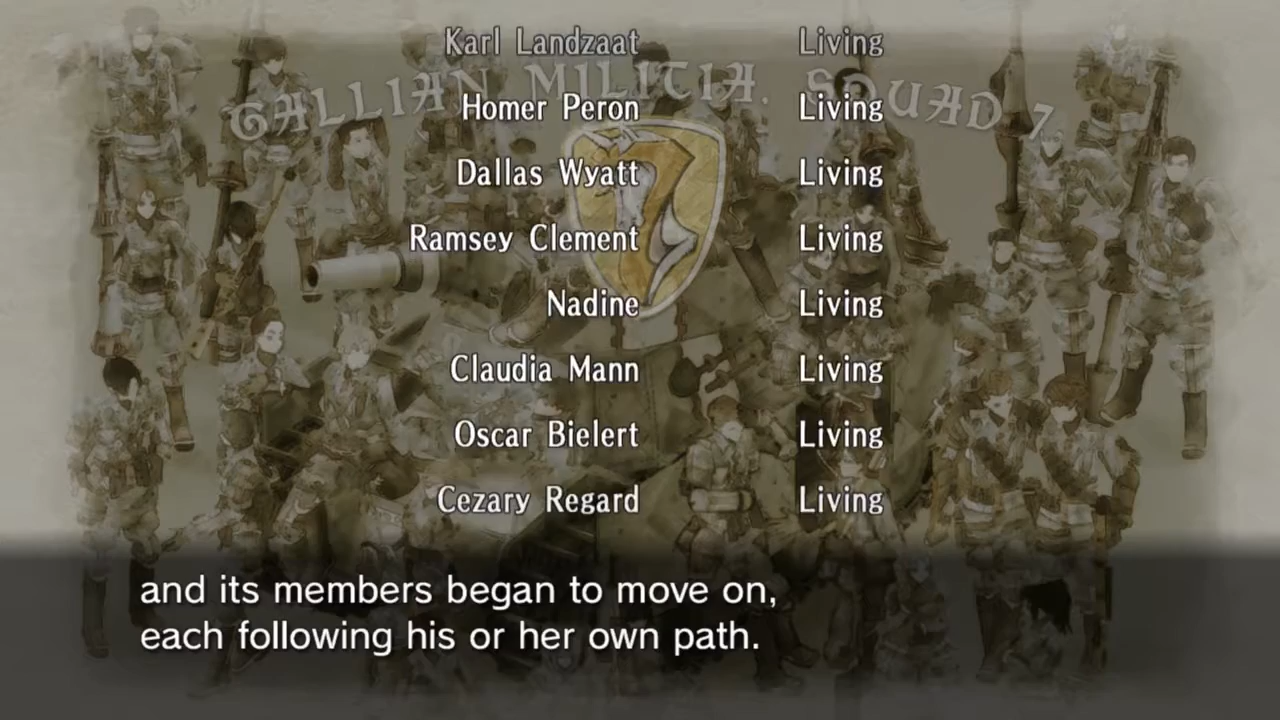 Karl Landzaat Living
GALLIAN MILITIA. SQUAD 7
Homer Peron Living
Dallas Wyatt Living
Ramsey Clement Living
Nadine Living
Claudia Mann Living
Oscar Bielert Living
Cezary Regard Living
and its members began to move on,
each following his or her own path.